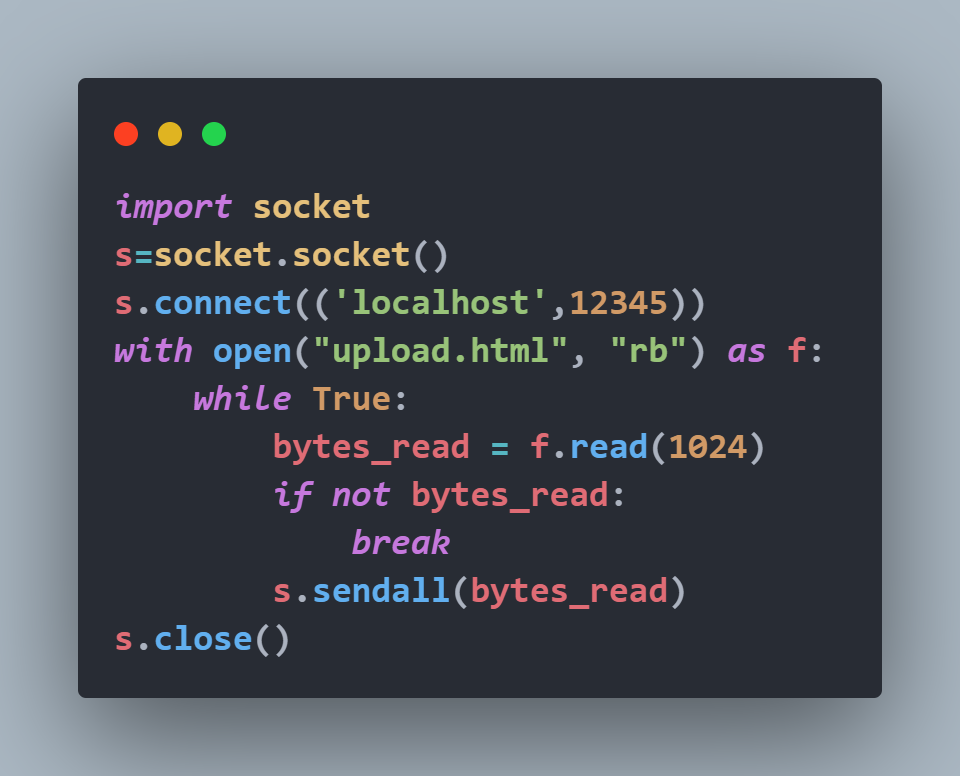 import socket
s=socket.socket()
s.connect(('localhost',12345))
with open("upload.html", "rb") as f:
    while True:
        bytes_read = f.read(1024)
        if not bytes_read:
            break
        s.sendall(bytes_read)
s.close()